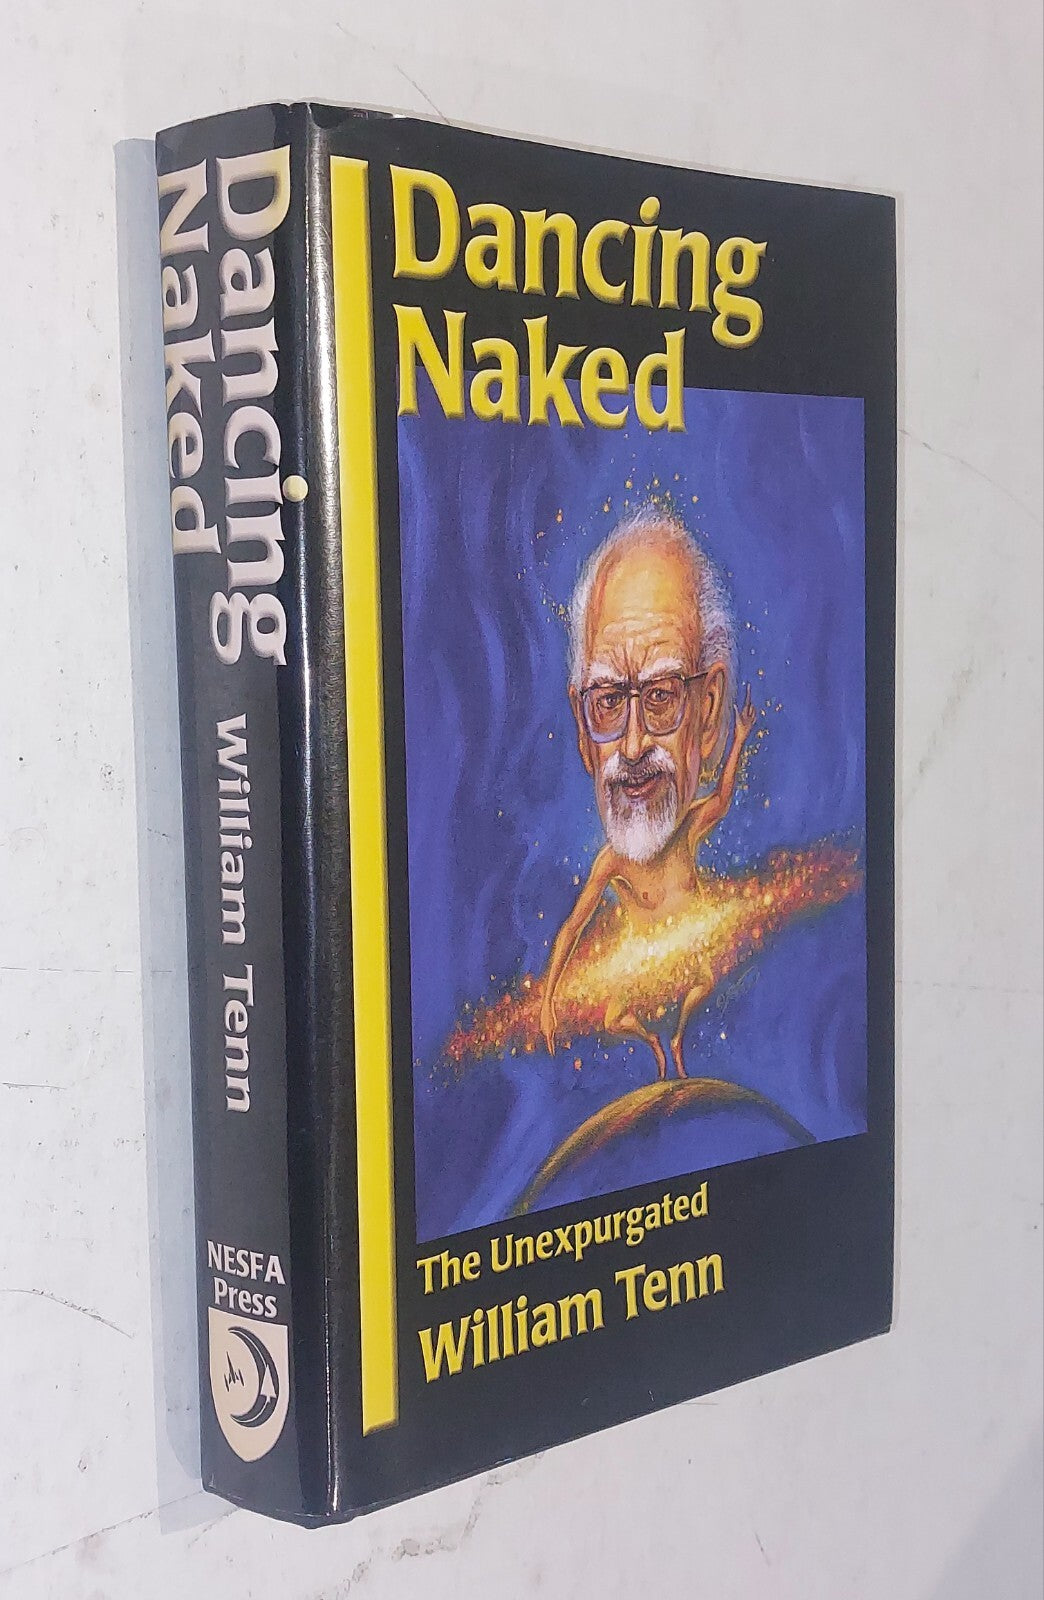 Dancing
Naked
William Tenn
NESFA
Press
Dancing
Naked
The Unexpurgated
William Tenn